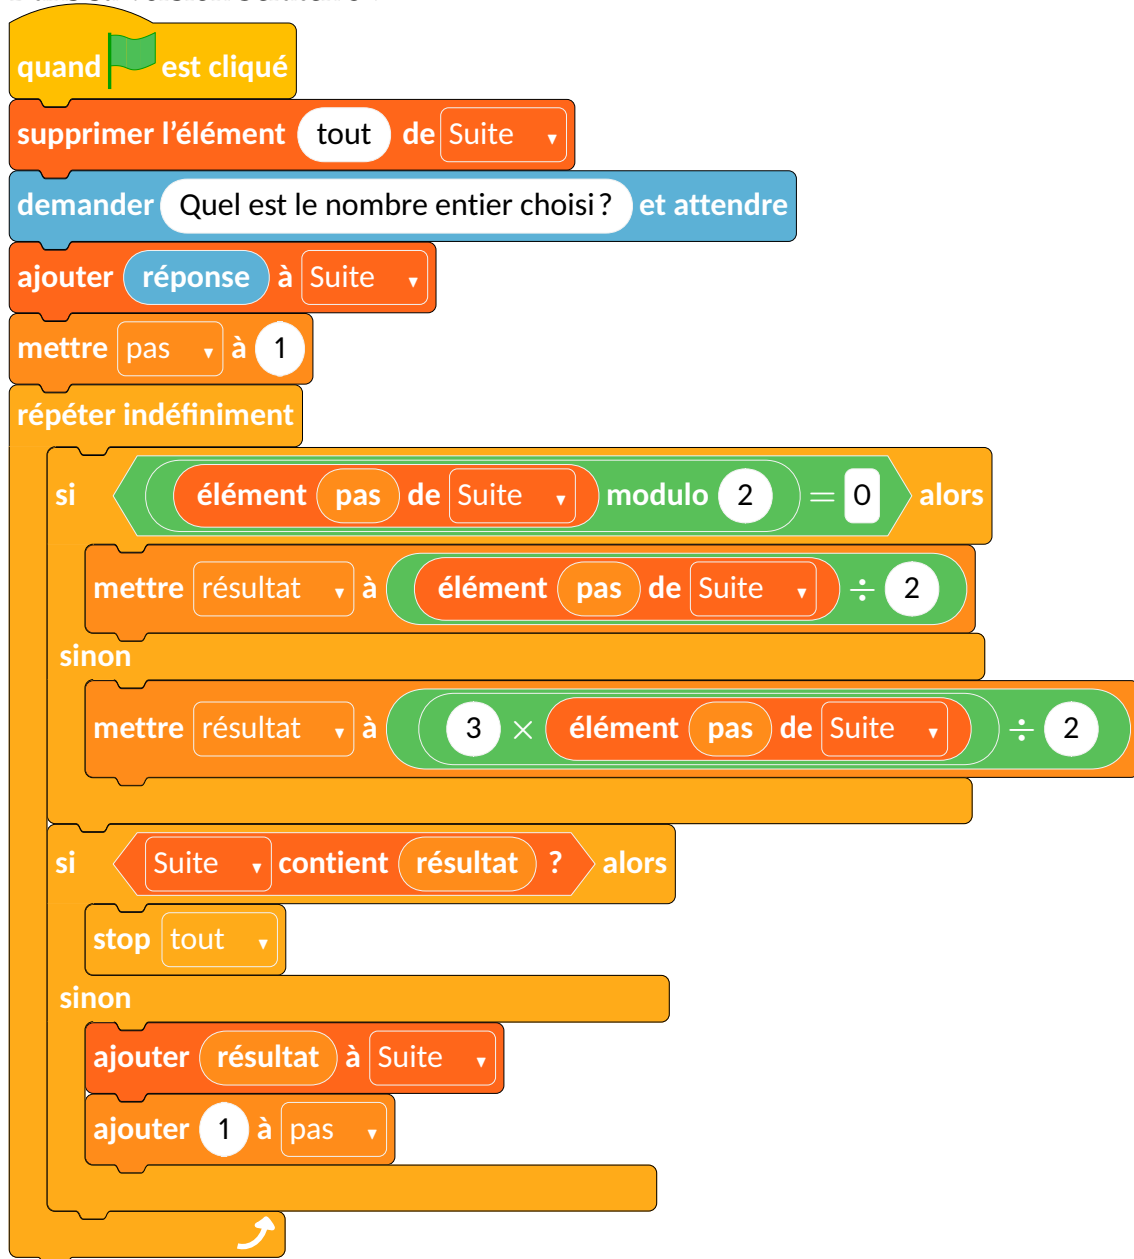 quand est cliqué
supprimer l’élément tout de Suite
demander Quel est le nombre entier choisi ? et attendre
ajouter réponse à Suite
mettre pas à 1
répéter indéfiniment
si élément pas de Suite modulo 2 = 0 alors
mettre résultat à élément pas de Suite ÷ 2
sinon
mettre résultat à 3 × élément pas de Suite ÷ 2
si Suite contient résultat ? alors
stop tout
sinon
ajouter résultat à Suite
ajouter 1 à pas